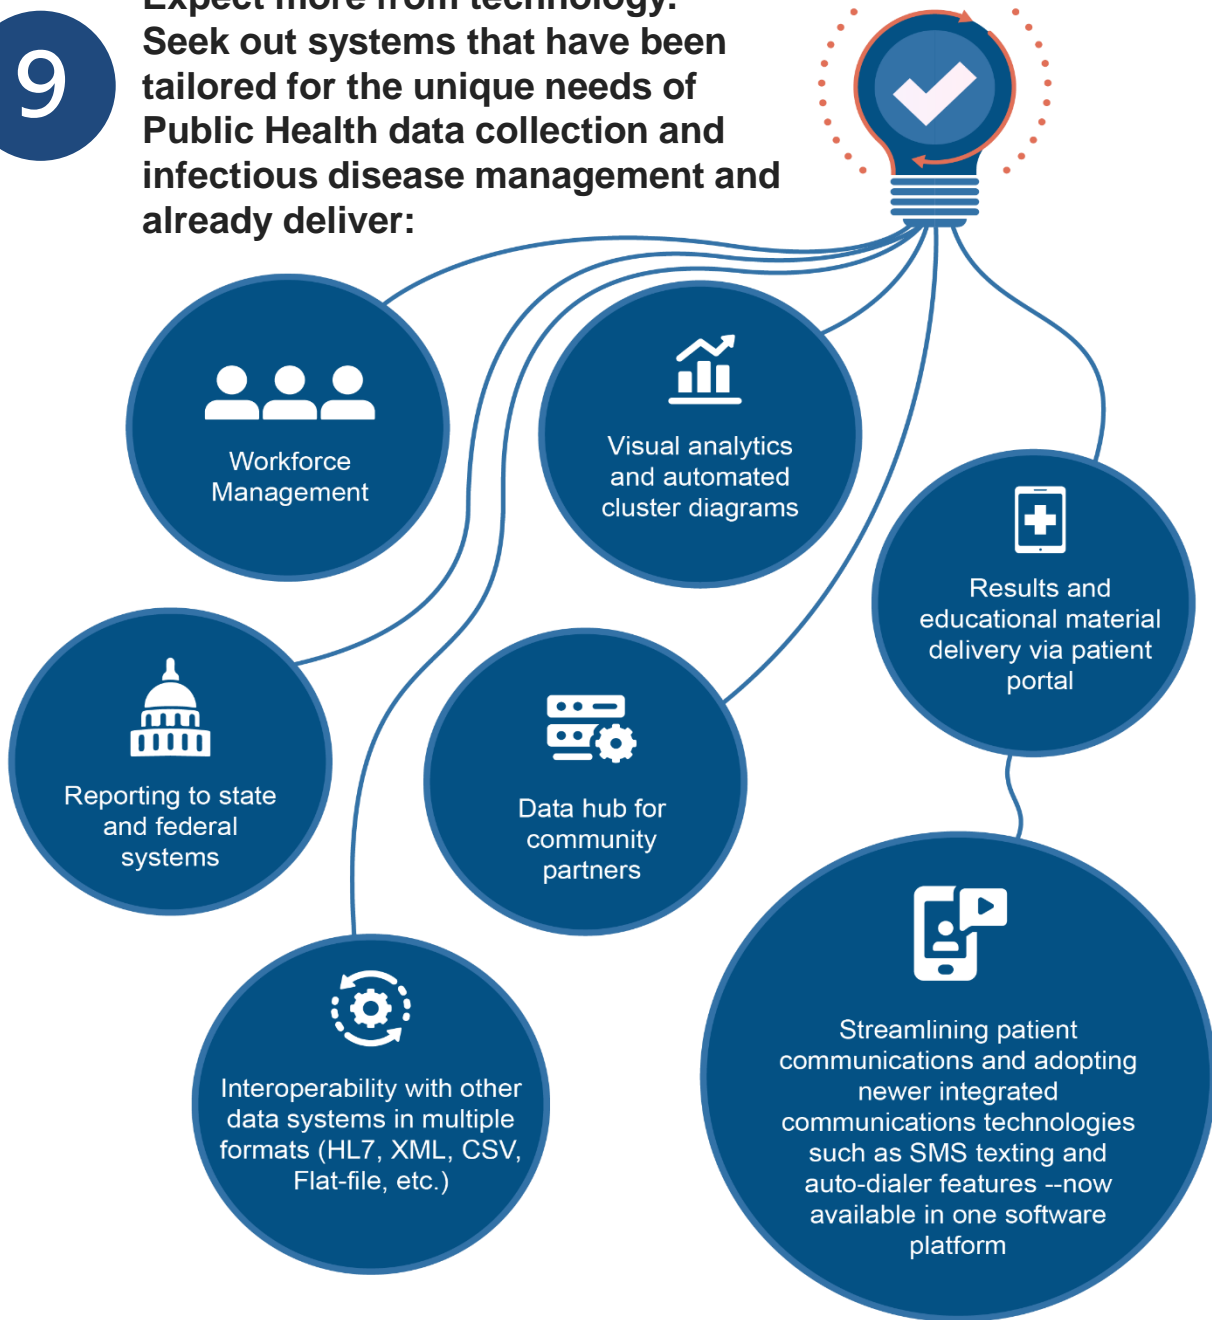 9
Expect more from technology.
Seek out systems that have been
tailored for the unique needs of
Public Health data collection and
infectious disease management and
already deliver:
Workforce
Management
Visual analytics
and automated
cluster diagrams
Results and
educational material
delivery via patient
portal
Reporting to state
and federal
systems
Data hub for
community
partners
Interoperability with other
data systems in multiple
formats (HL7, XML, CSV,
Flat-file, etc.)
Streamlining patient
communications and adopting
newer integrated
communications technologies
such as SMS texting and
auto-dialer features --now
available in one software
platform